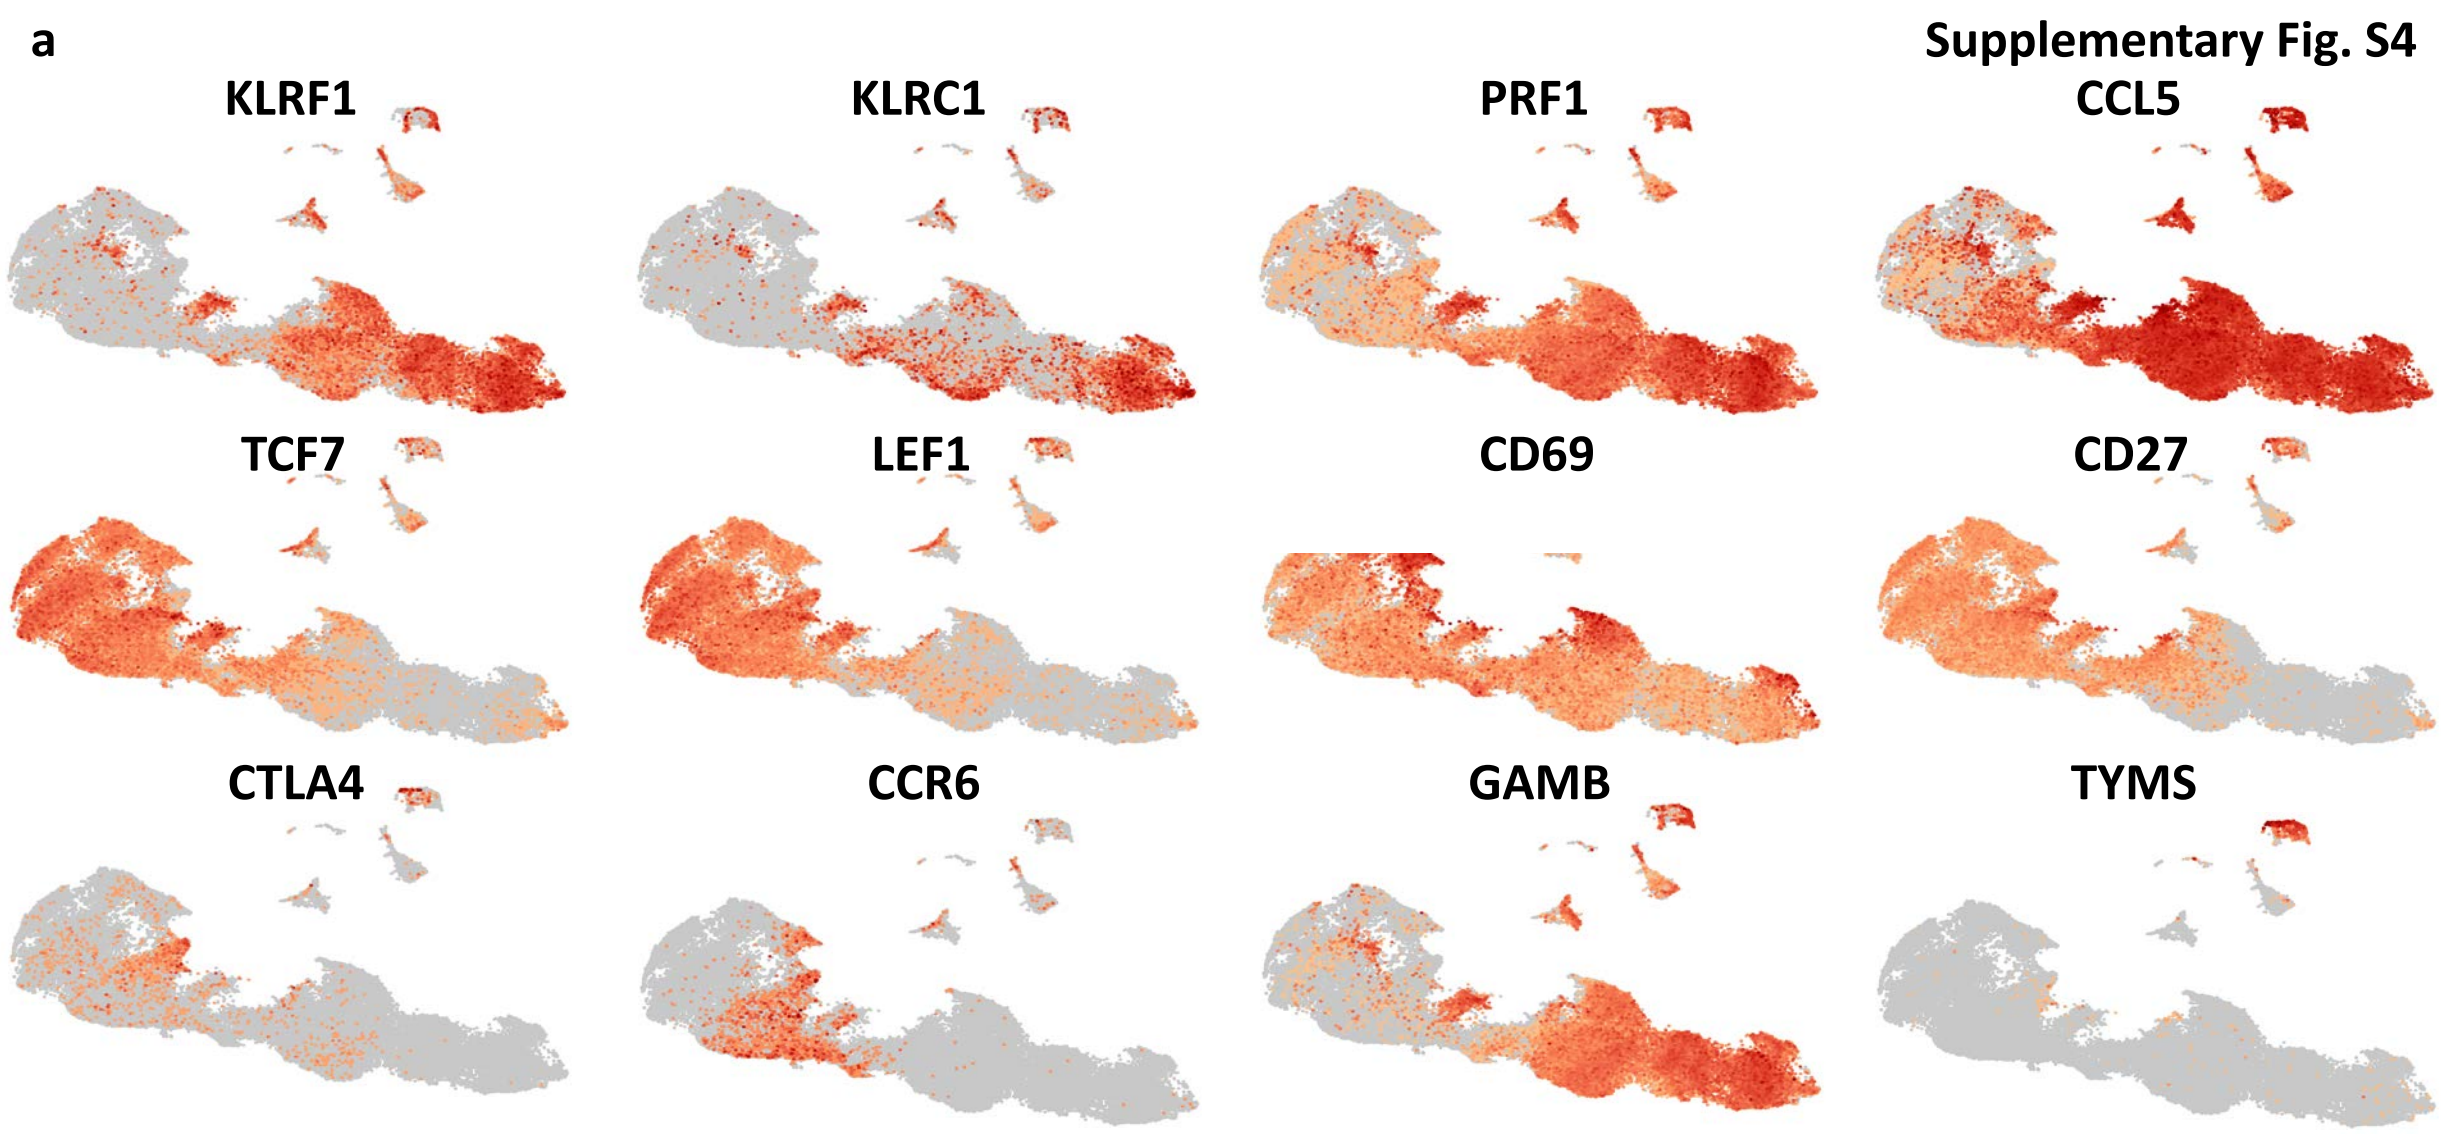 a
Supplementary Fig. S4
KLRF1 KLRC1 PRF1 CCL5
TCF7 LEF1 CD69 CD27
CTLA4 CCR6 GAMB TYMS